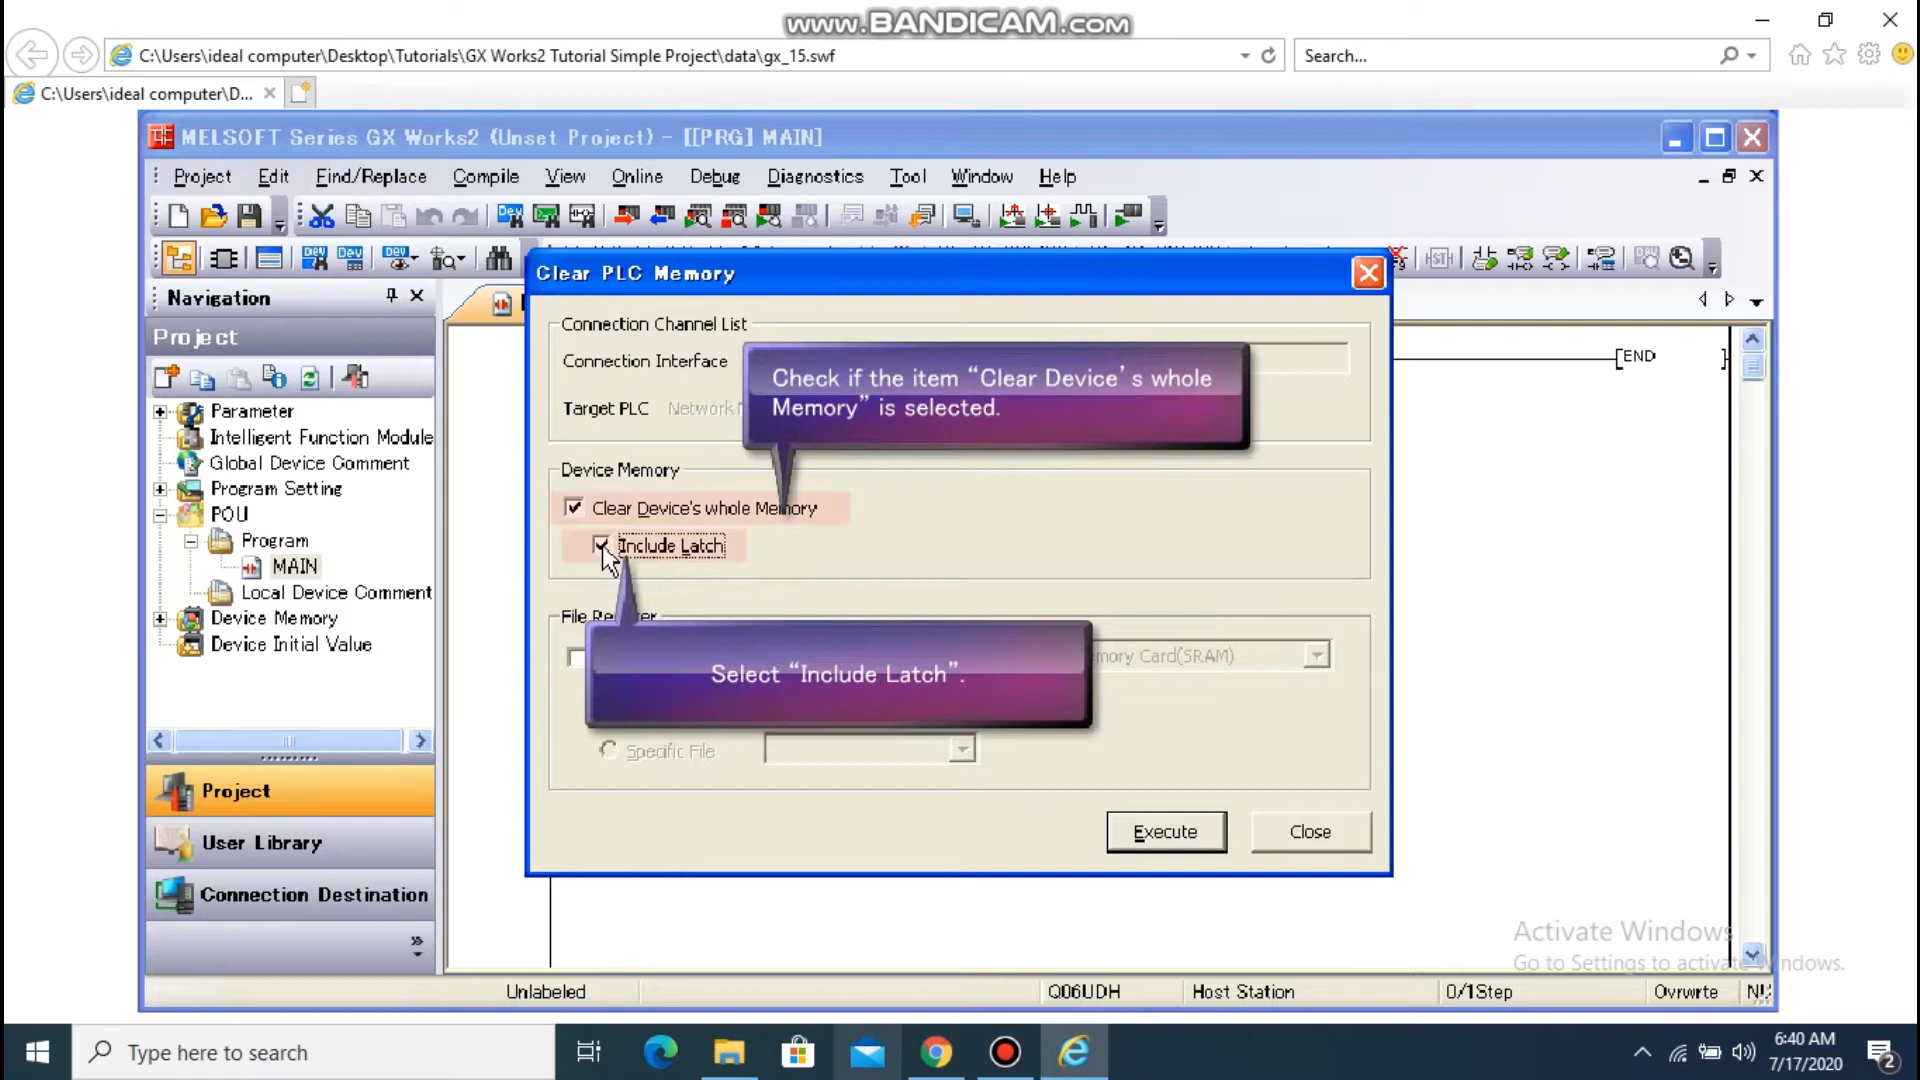 www.BANDICAM.com
C:\Users\ideal computer\Desktop\Tutorials\GX Works2 Tutorial Simple Project\data\gx_15.swf
Search...
C:\Users\ideal computer\D...
MELSOFT Series GX Works2 (Unset Project) - [[PRG] MAIN]
Project Edit Find/Replace Compile View Online Debug Diagnostics Tool Window Help
Navigation
Project
Parameter
Intelligent Function Module
Global Device Comment
Program Setting
POU
Program
MAIN
Local Device Comment
Device Memory
Device Initial Value
Project
User Library
Connection Destination
END
Clear PLC Memory
Connection Channel List
Connection Interface
Target PLC Network
Check if the item “Clear Device’s whole
Memory” is selected.
Device Memory
Clear Device's whole Memory
Include Latch
File
Select “Include Latch”.
Card(SRAM)
Specific File
Execute Close
Activate Windows
Go to Settings to activate Windows.
Unlabeled Q06UDH Host Station 0/1Step Ovrwrte
Type here to search
6:40 AM
7/17/2020
2